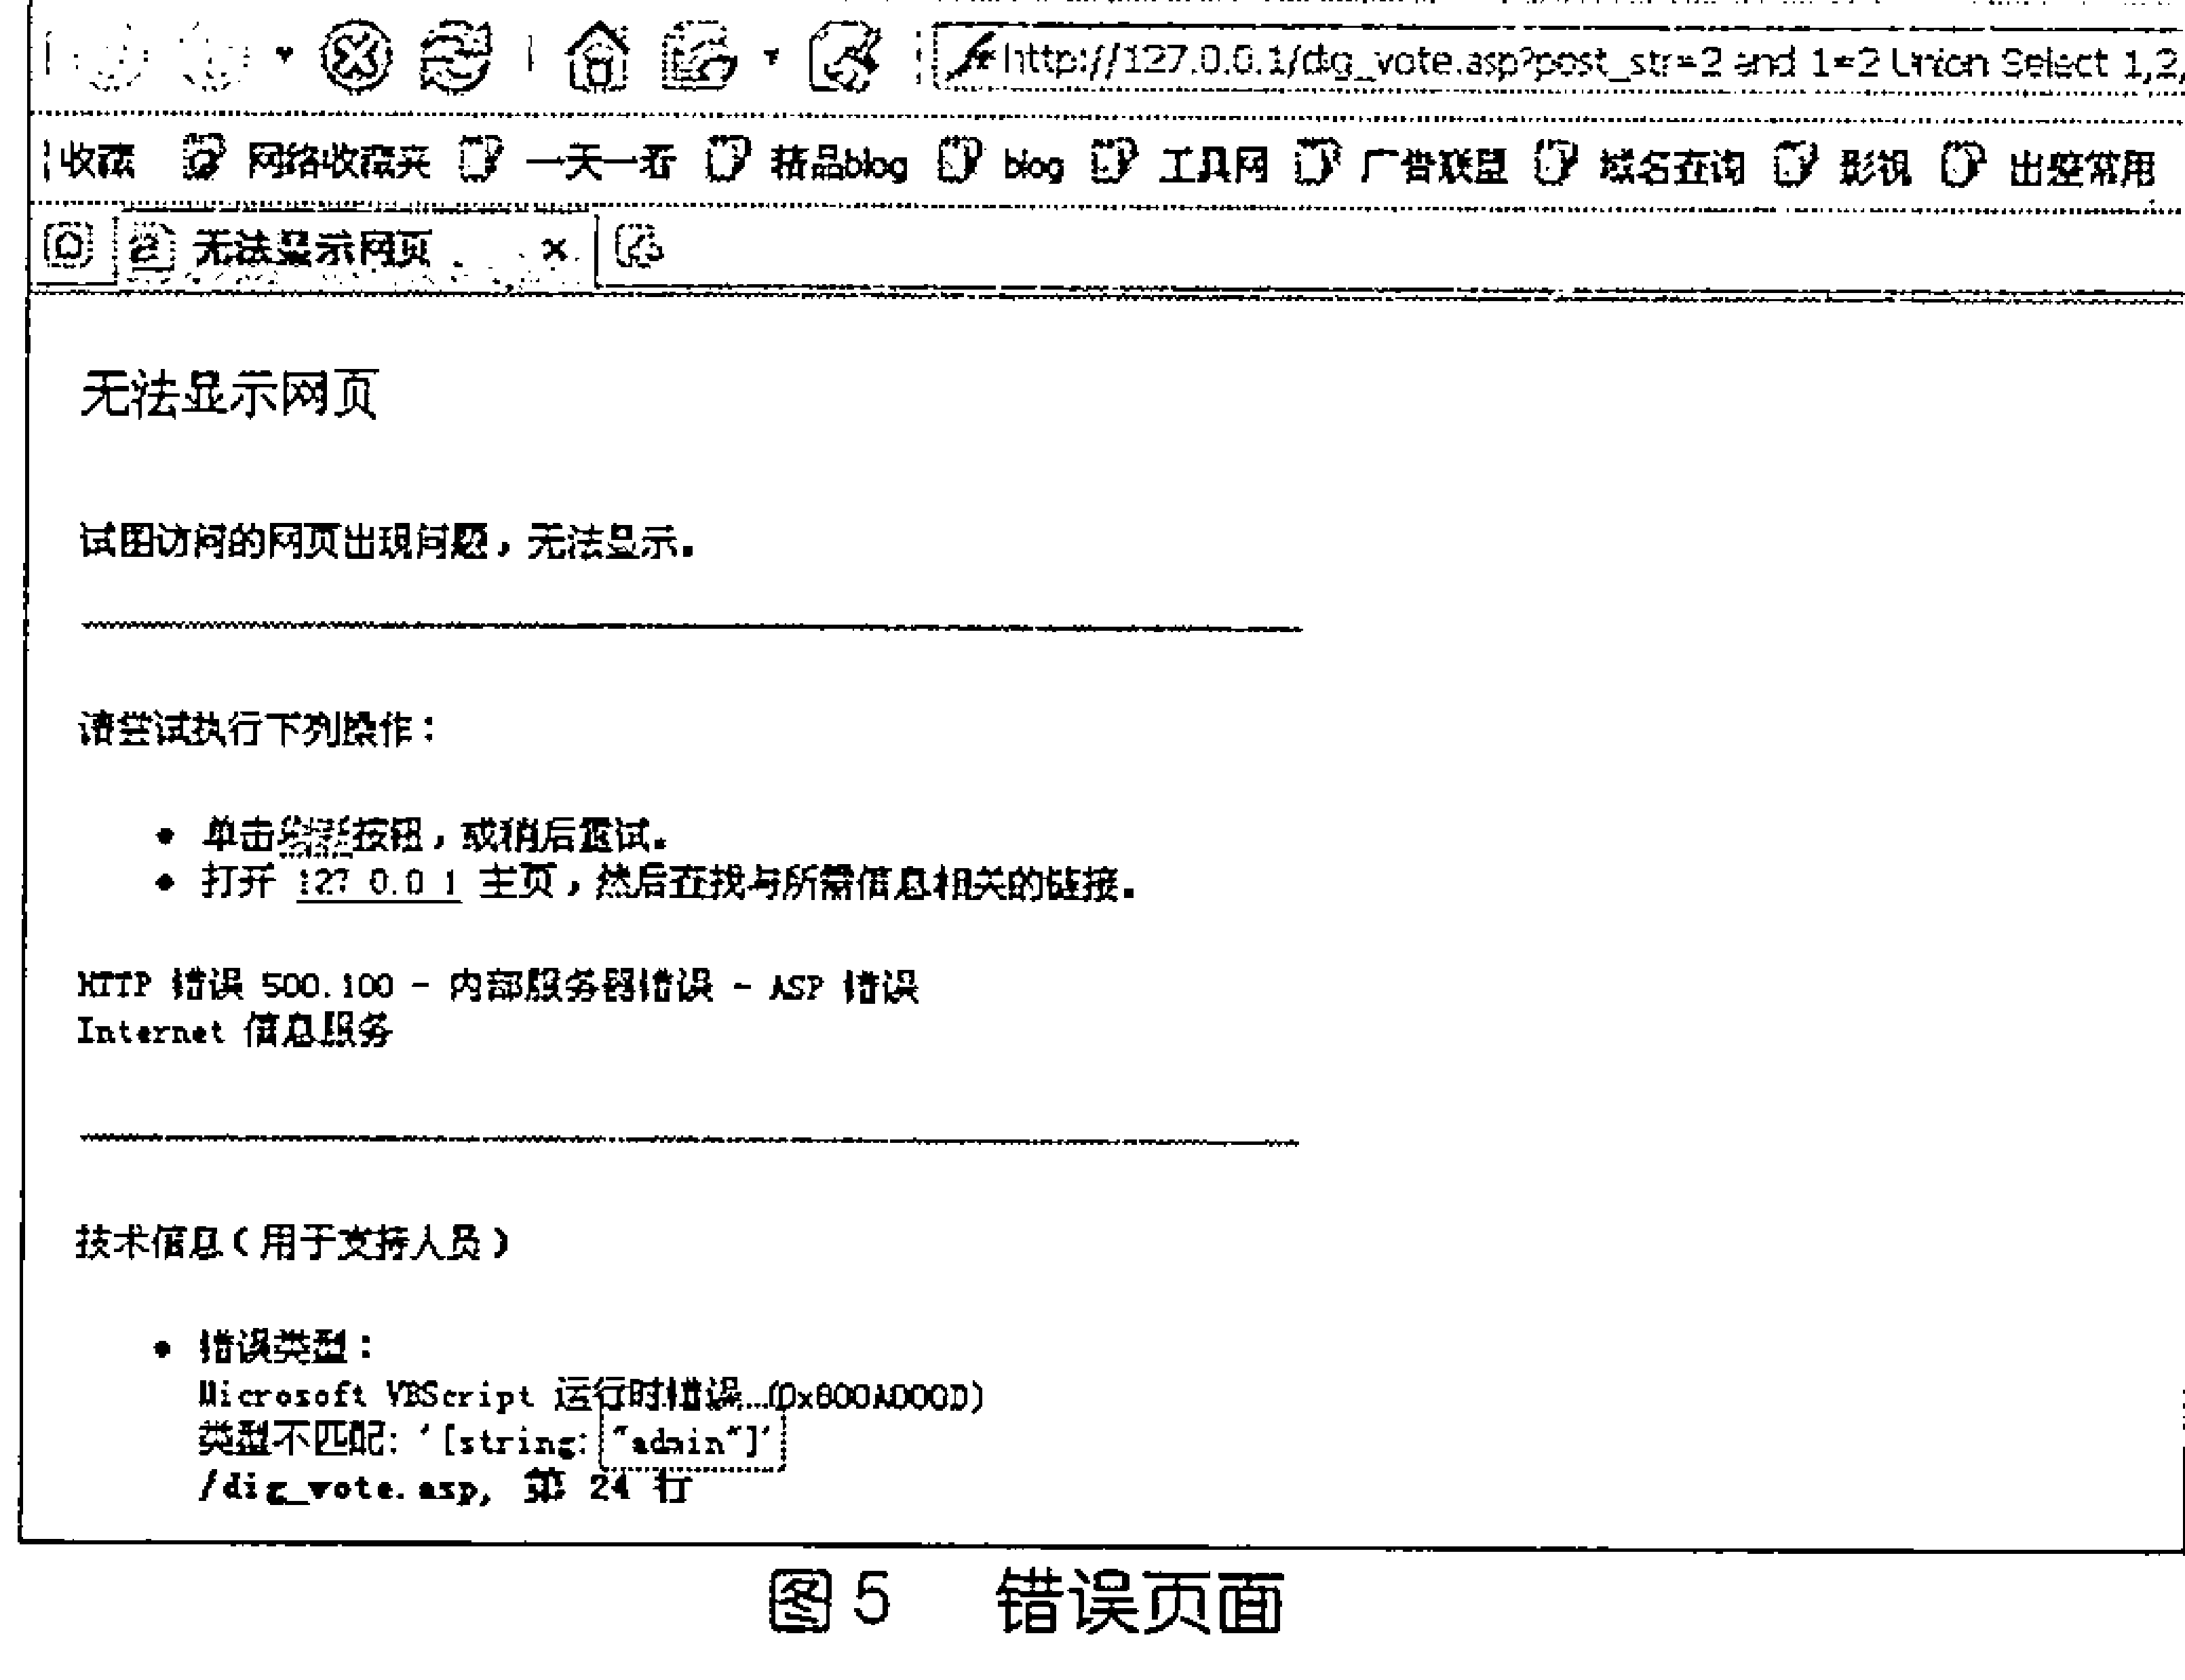 http://127.0.0.1/dig_vote.asp?post_str=2 and 1=2 Union Select 1,2,
收藏 网络收藏夹 一天一看 精品blog blog 工具网 广告联盟 域名查询 影视 出差常用
无法显示网页
无法显示网页
试图访问的网页出现问题，无法显示。
请尝试执行下列操作：
• 单击按钮，或稍后重试。
• 打开 127.0.0.1 主页，然后查找与所需信息相关的链接。
HTTP 错误 500.100 - 内部服务器错误 - ASP 错误
Internet 信息服务
技术信息（用于支持人员）
• 错误类型：
Microsoft VBScript 运行时错误 (0x800A000D)
类型不匹配: '[string: "admin"]'
/dig_vote.asp, 第 24 行
图5 错误页面